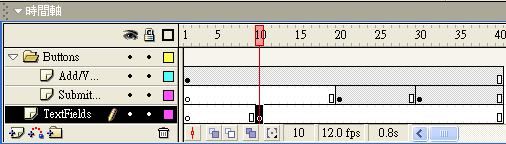 時間軸
1 5 10 15 20 25 30 35 40
Buttons
Add/V...
Submit...
TextFields
10 12.0 fps 0.8s